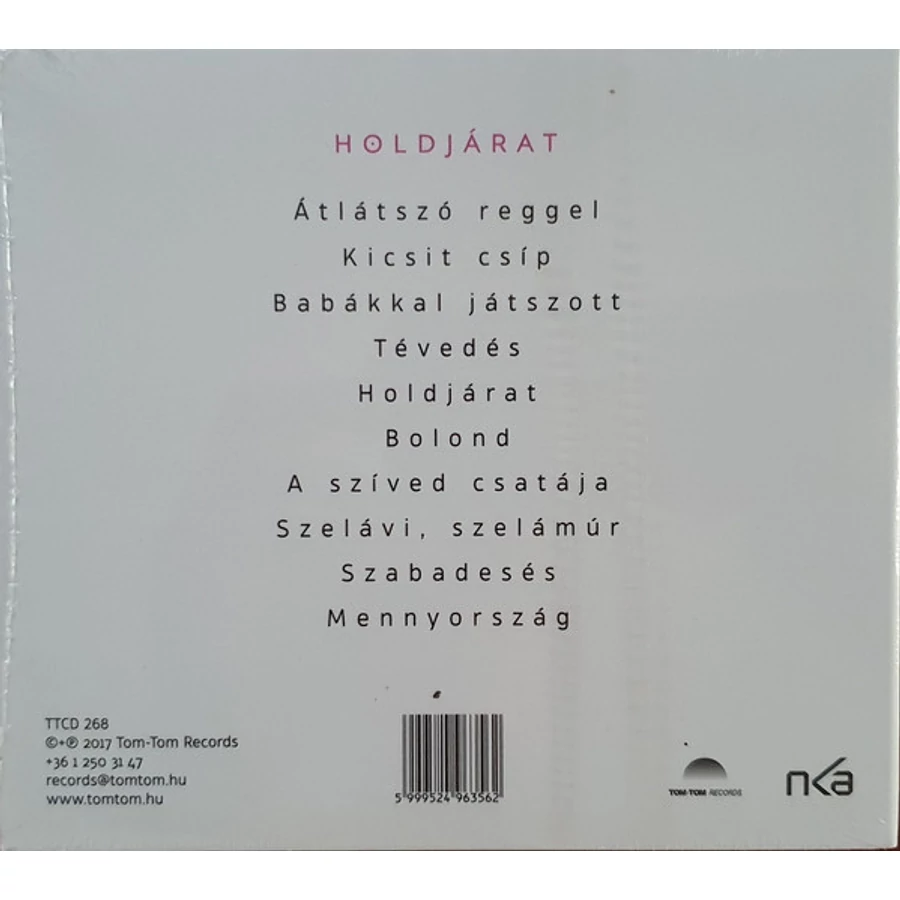 HOLDJÁRAT
Átlátszó reggel
Kicsit csíp
Babákkal játszott
Tévedés
Holdjárat
Bolond
A szíved csatája
Szelávi, szelámúr
Szabadesés
Mennyország
TTCD 268
©+℗ 2017 Tom-Tom Records
+36 1 250 31 47
records@tomtom.hu
www.tomtom.hu
5 999524 963562
TOM-TOM RECORDS
nka